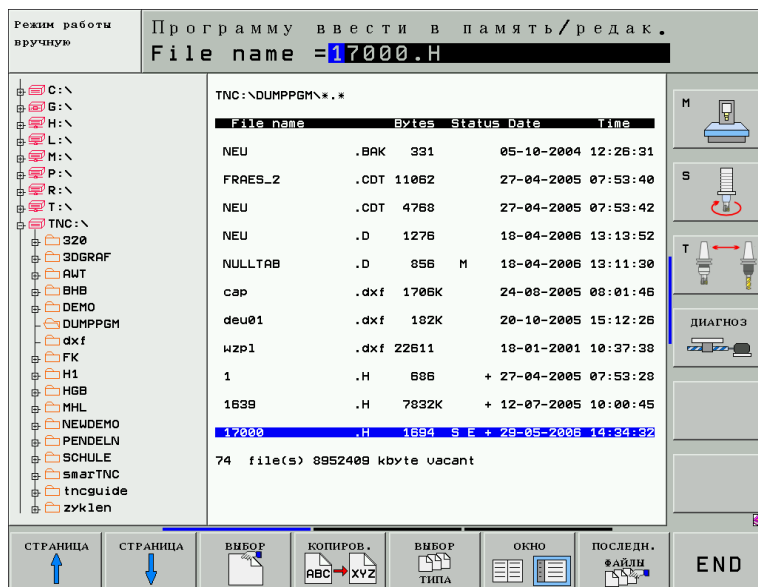 Режим работы
вручную
Программу ввести в память/редак.
File name =17000.H
C:\
G:\
H:\
L:\
M:\
P:\
R:\
T:\
TNC:\
320
3DGRAF
AWT
BHB
DEMO
DUMPPGM
dxf
FK
H1
HGB
MHL
NEWDEMO
PENDELN
SCHULE
smarTNC
tncguide
zyklen
TNC:\DUMPPGM\*.*
File name Bytes Status Date Time
NEU .BAK 331 05-10-2004 12:26:31
FRAES_2 .CDT 11062 27-04-2005 07:53:40
NEU .CDT 4768 27-04-2005 07:53:42
NEU .D 1276 18-04-2006 13:13:52
NULLTAB .D 856 M 18-04-2006 13:11:30
cap .dxf 1706K 24-08-2005 08:01:46
deu01 .dxf 182K 20-10-2005 15:12:26
wzpl .dxf 22611 18-01-2001 10:37:38
1 .H 686 + 27-04-2005 07:53:28
1639 .H 7832K + 12-07-2005 10:00:45
17000 .H 1694 S E + 29-05-2006 14:34:32
74 file(s) 8952409 kbyte vacant
M
S
T
ДИАГНОЗ
СТРАНИЦА
СТРАНИЦА
ВЫБОР
КОПИРОВ.
ABC XYZ
ВЫБОР
ТИПА
ОКНО
ПОСЛЕДН.
ФАЙЛЫ
END